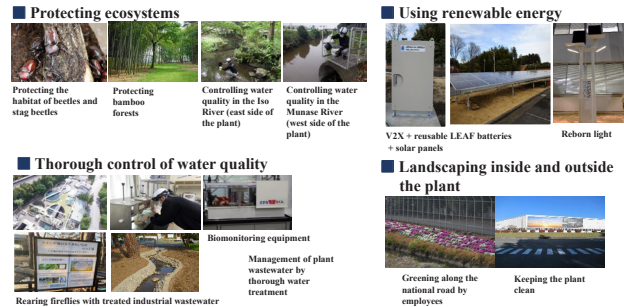 Protecting ecosystems
Protecting the
habitat of beetles and
stag beetles
Protecting
bamboo
forests
Controlling water
quality in the Iso
River (east side of
the plant)
Controlling water
quality in the
Munase River
(west side of the
plant)
Using renewable energy
V2X + reusable LEAF batteries
+ solar panels
Reborn light
Thorough control of water quality
Biomonitoring equipment
Management of plant
wastewater by
thorough water
treatment
Rearing fireflies with treated industrial wastewater
Landscaping inside and outside
the plant
Greening along the
national road by
employees
Keeping the plant
clean